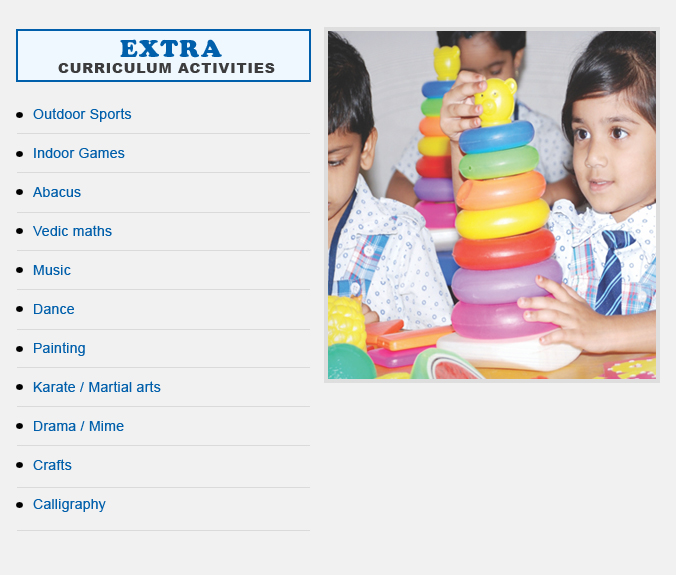 EXTRA
CURRICULUM ACTIVITIES
Outdoor Sports
Indoor Games
Abacus
Vedic maths
Music
Dance
Painting
Karate / Martial arts
Drama / Mime
Crafts
Calligraphy